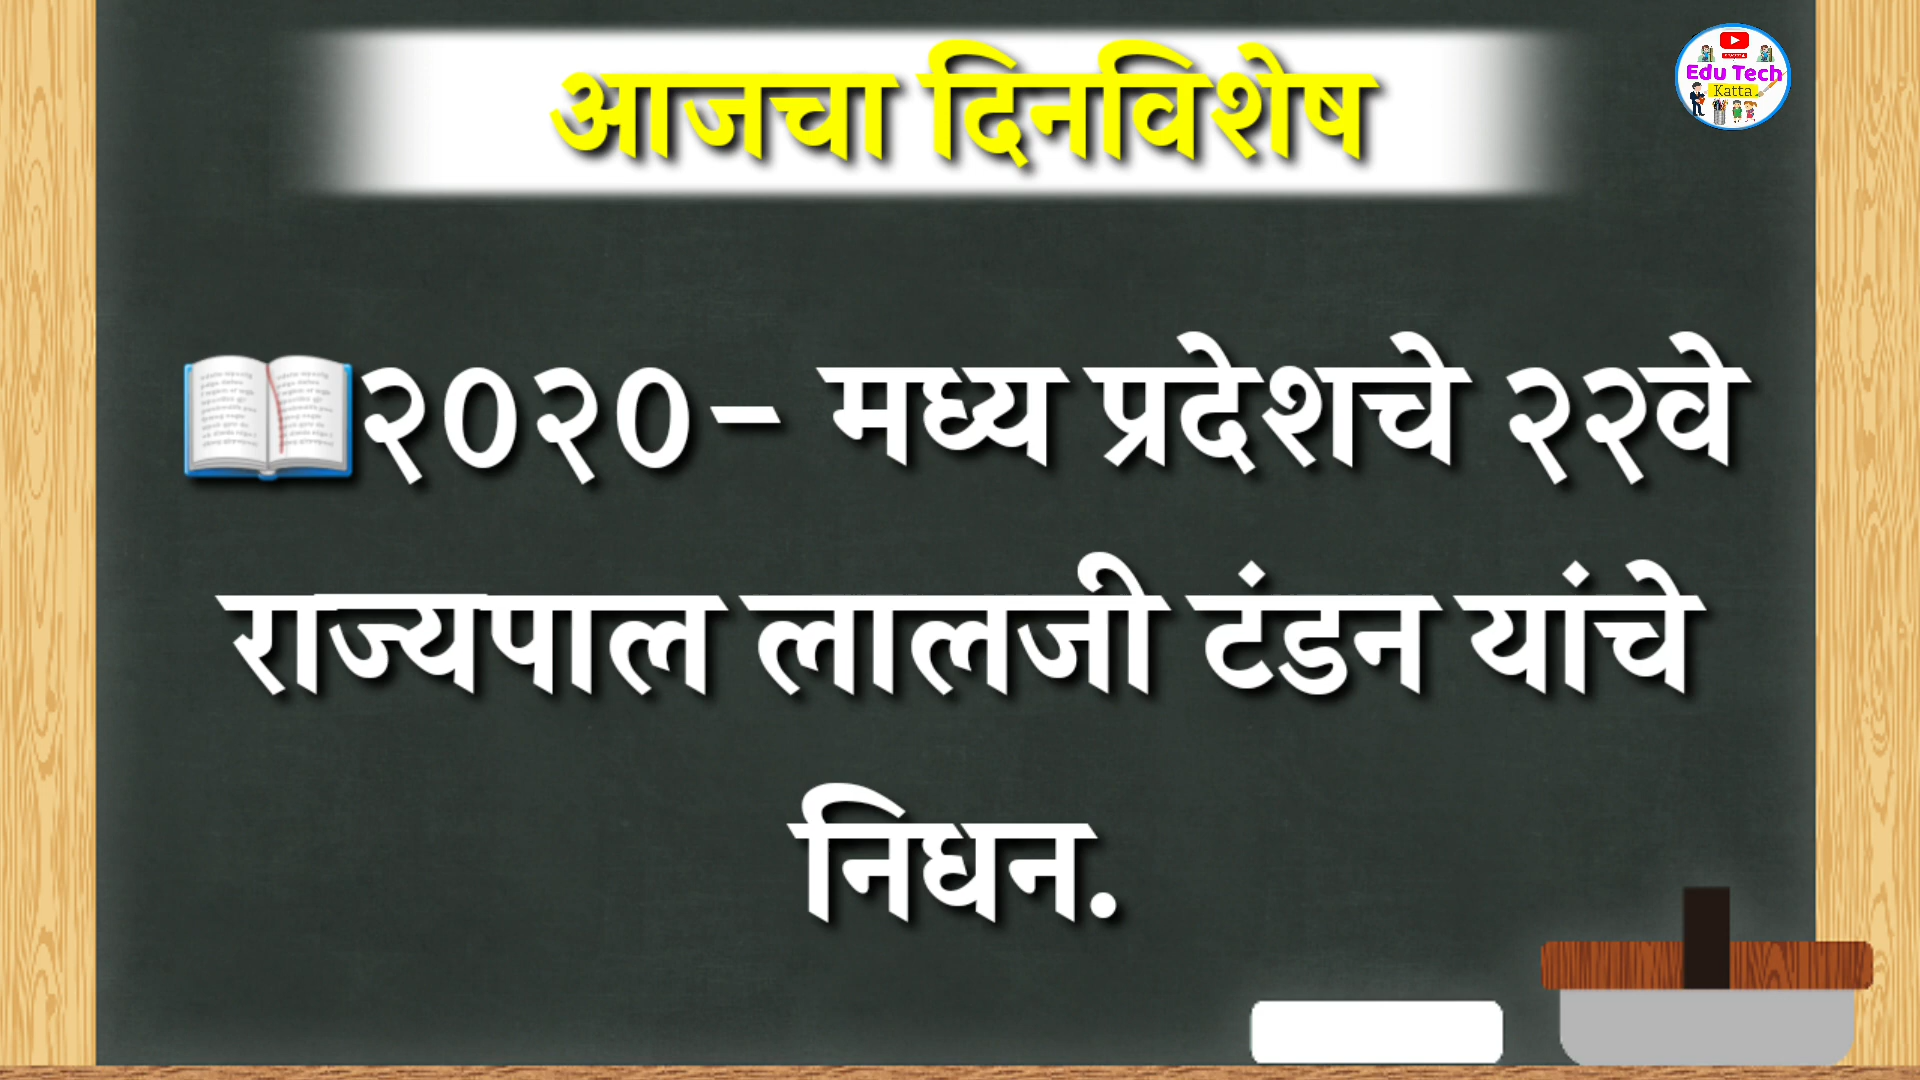 आजचा दिनविशेष
Edu Tech
Katta
📖२०२०- मध्य प्रदेशचे २२वे
राज्यपाल लालजी टंडन यांचे
निधन.